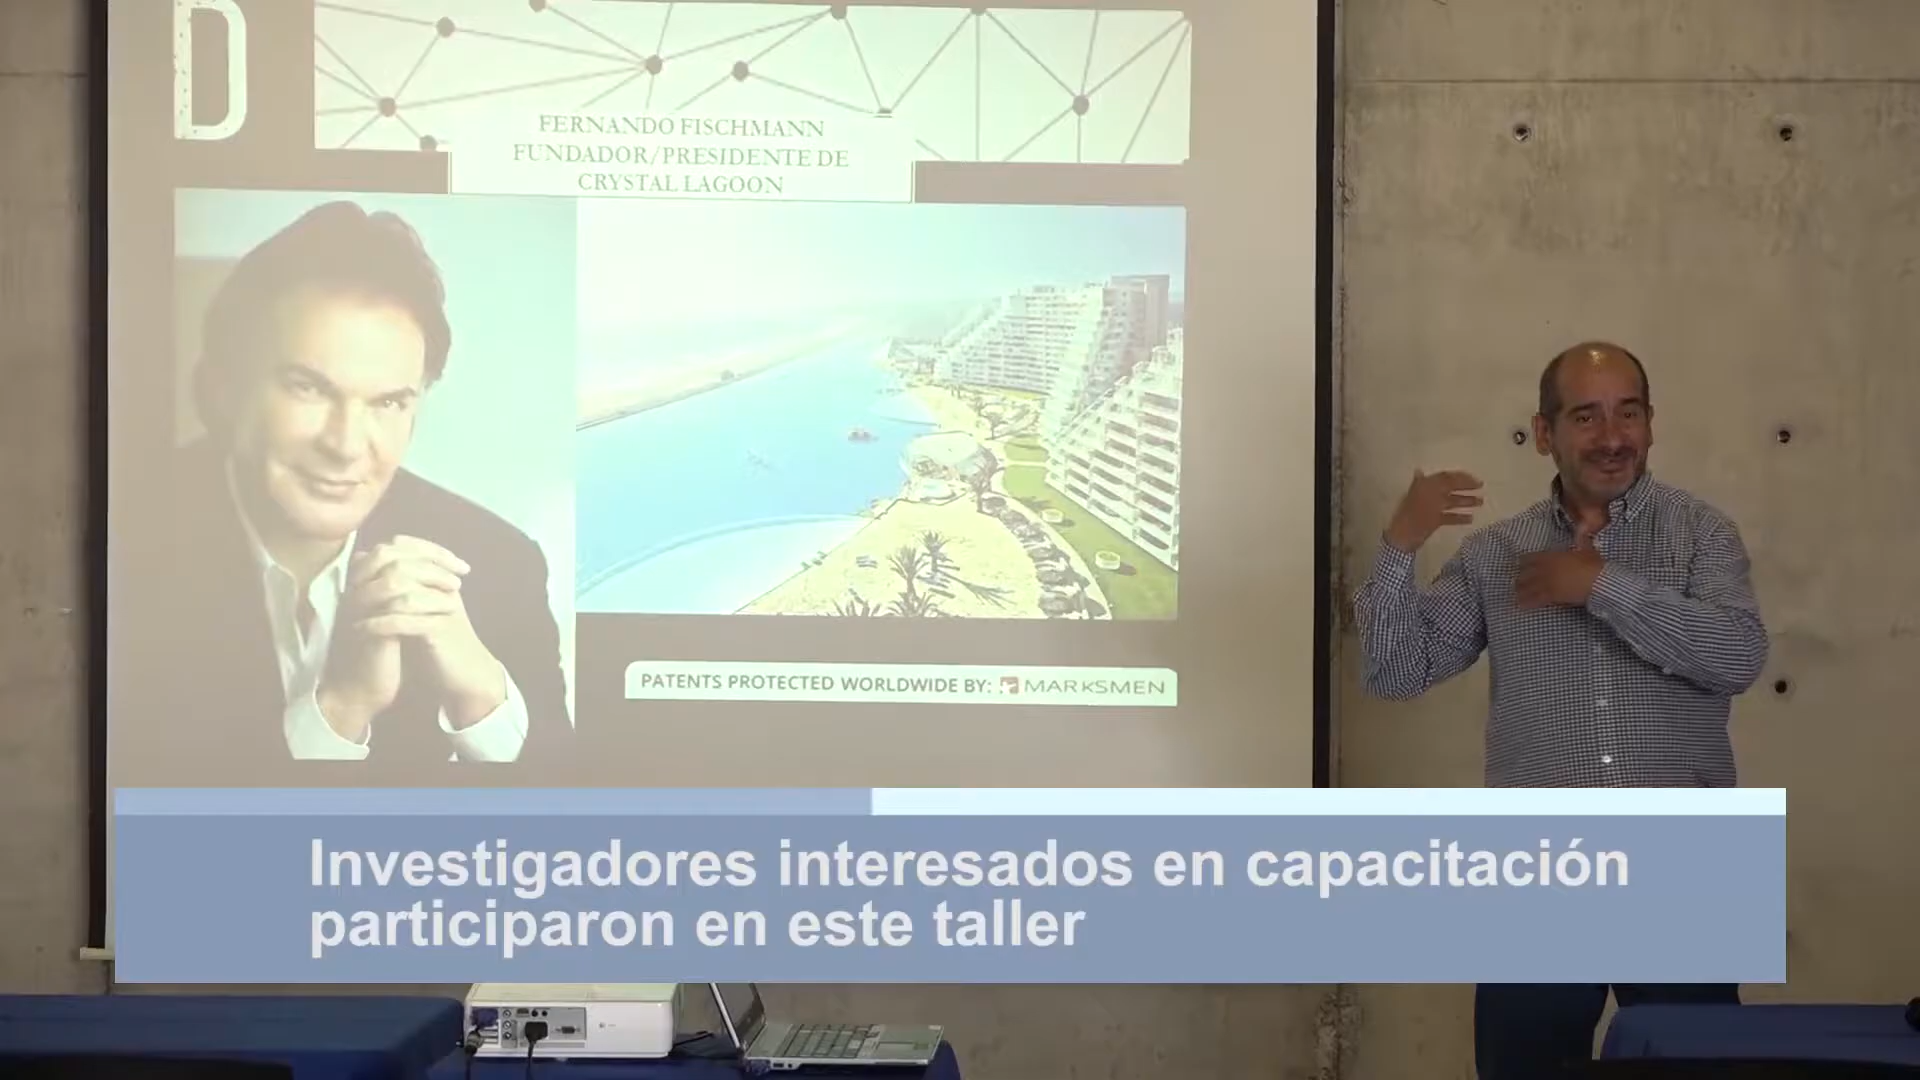 D
FERNANDO FISCHMANN
FUNDADOR/PRESIDENTE DE
CRYSTAL LAGOON
PATENTS PROTECTED WORLDWIDE BY: MARKSMEN
Investigadores interesados en capacitación
participaron en este taller